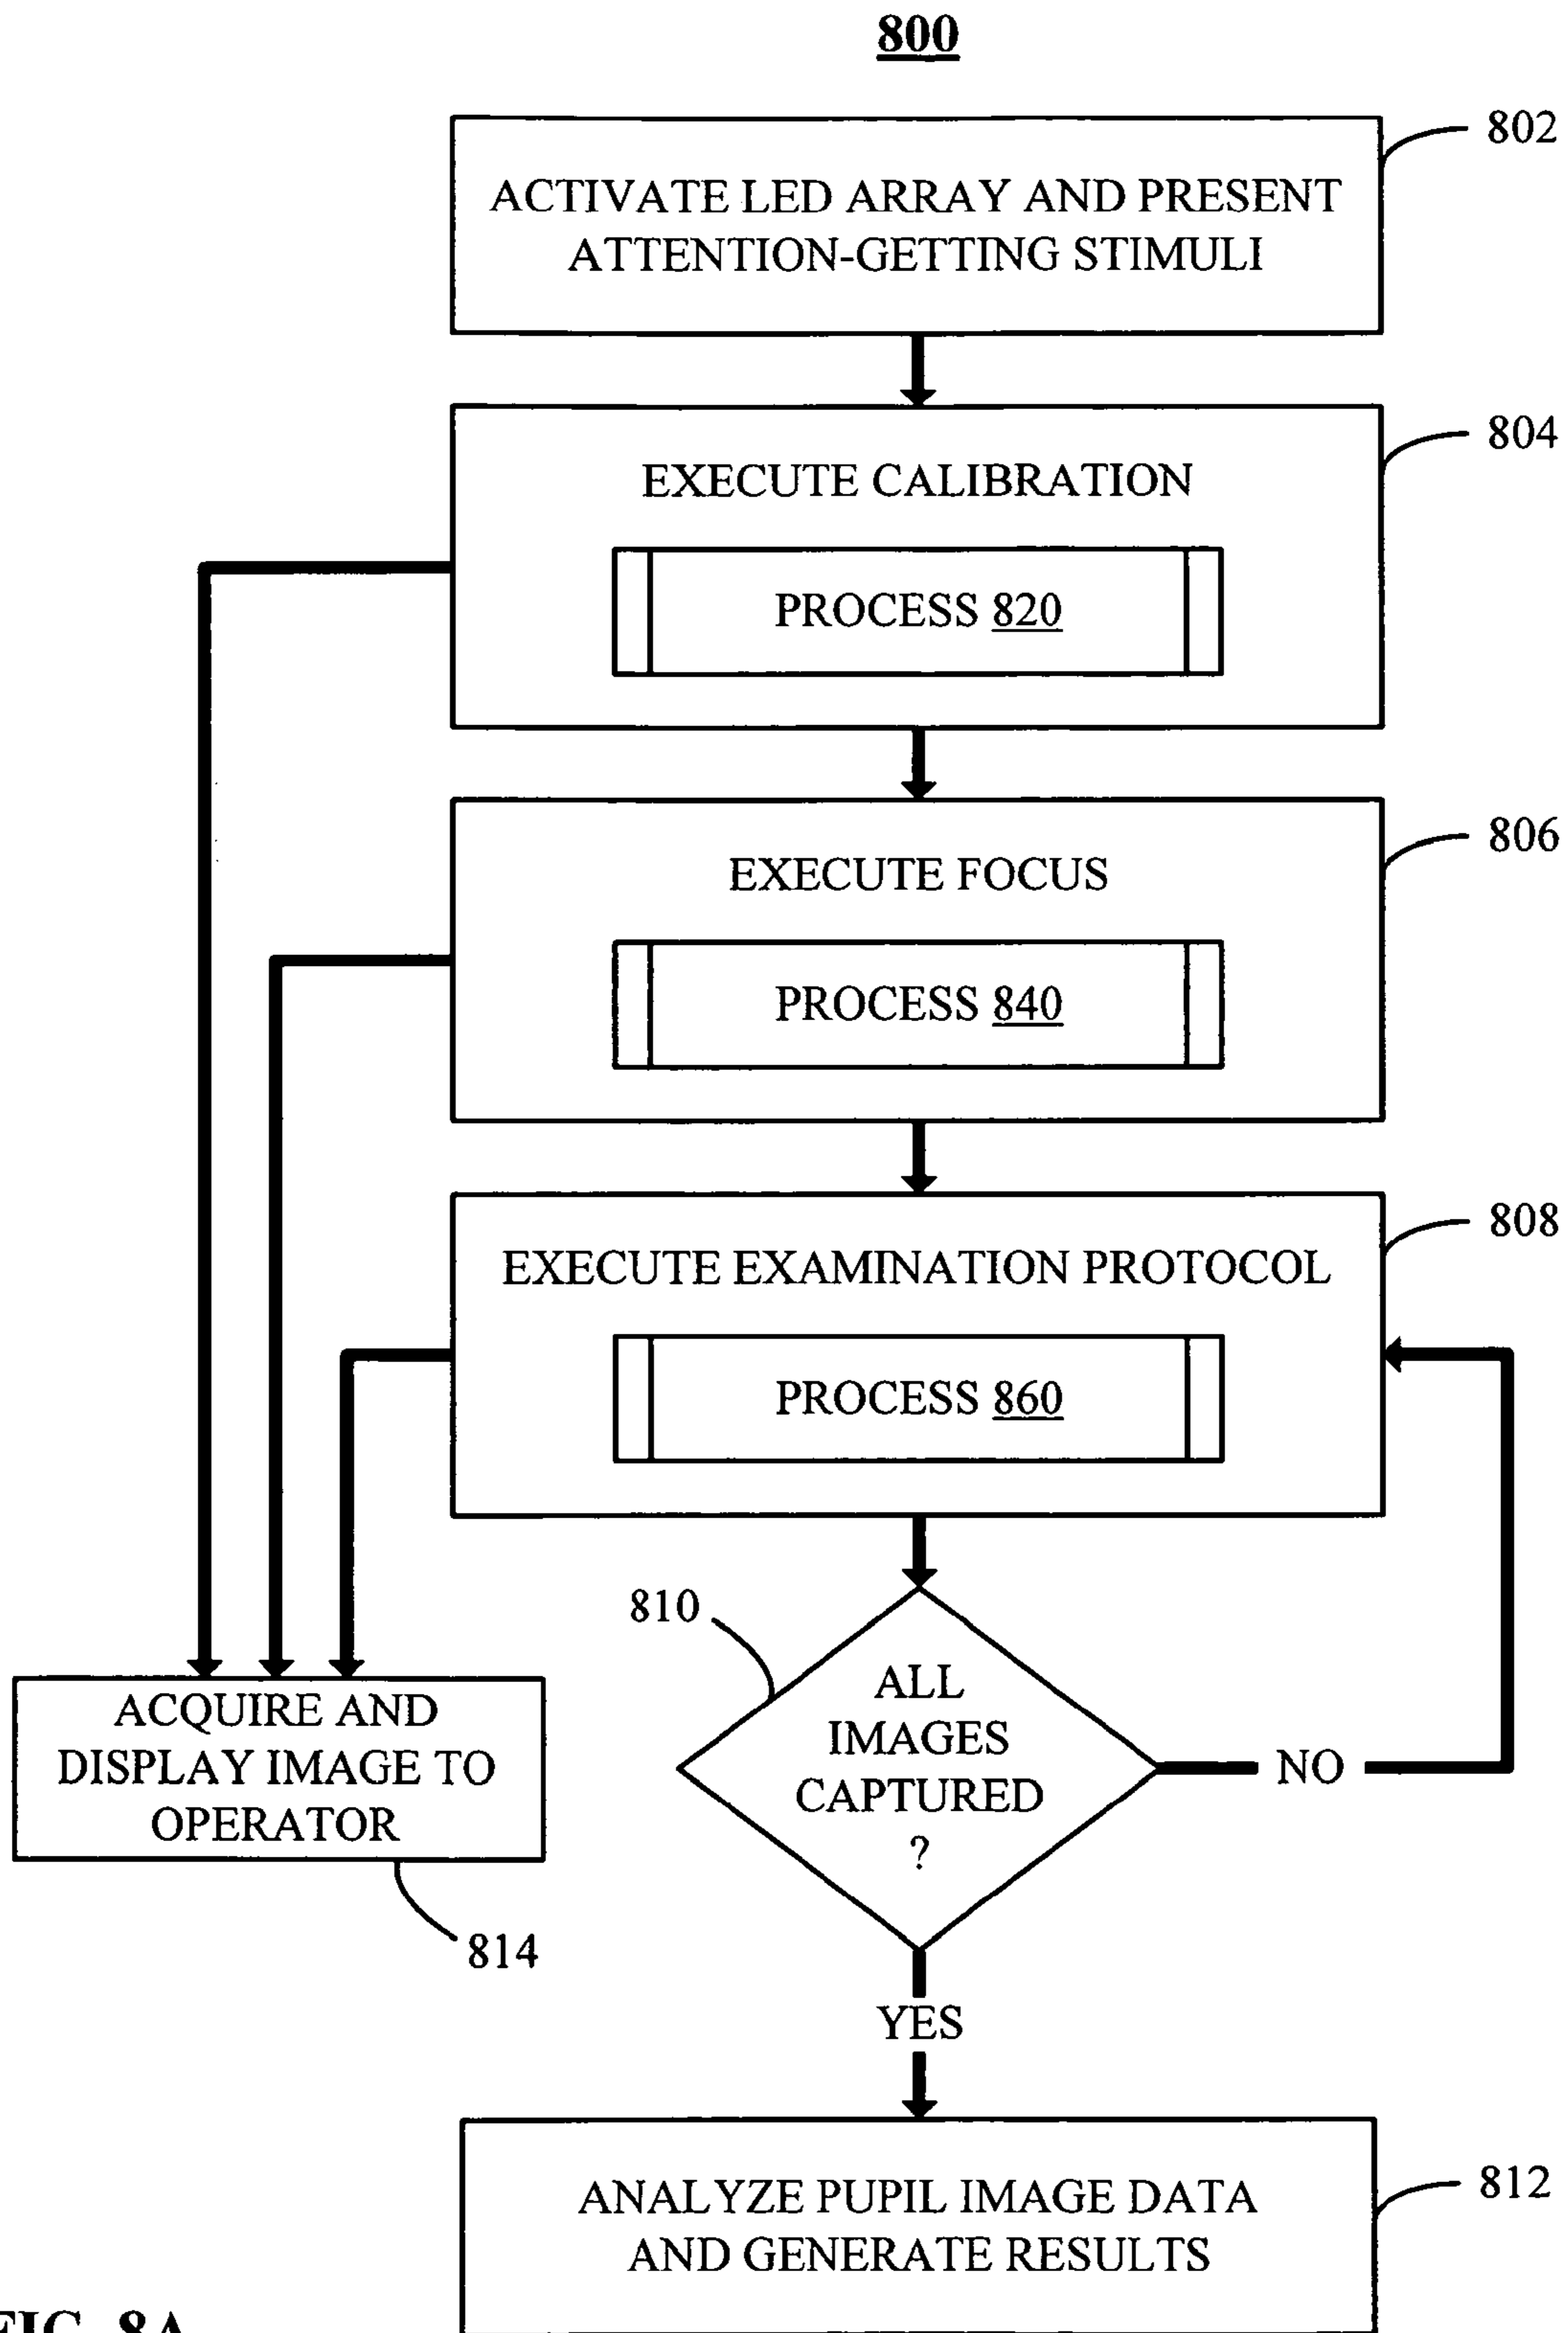 800
802
ACTIVATE LED ARRAY AND PRESENT
ATTENTION-GETTING STIMULI
804
EXECUTE CALIBRATION
PROCESS 820
806
EXECUTE FOCUS
PROCESS 840
808
EXECUTE EXAMINATION PROTOCOL
PROCESS 860
810
ALL
IMAGES
CAPTURED
?
NO
ACQUIRE AND
DISPLAY IMAGE TO
OPERATOR
814
YES
812
ANALYZE PUPIL IMAGE DATA
AND GENERATE RESULTS
FIG. 8A